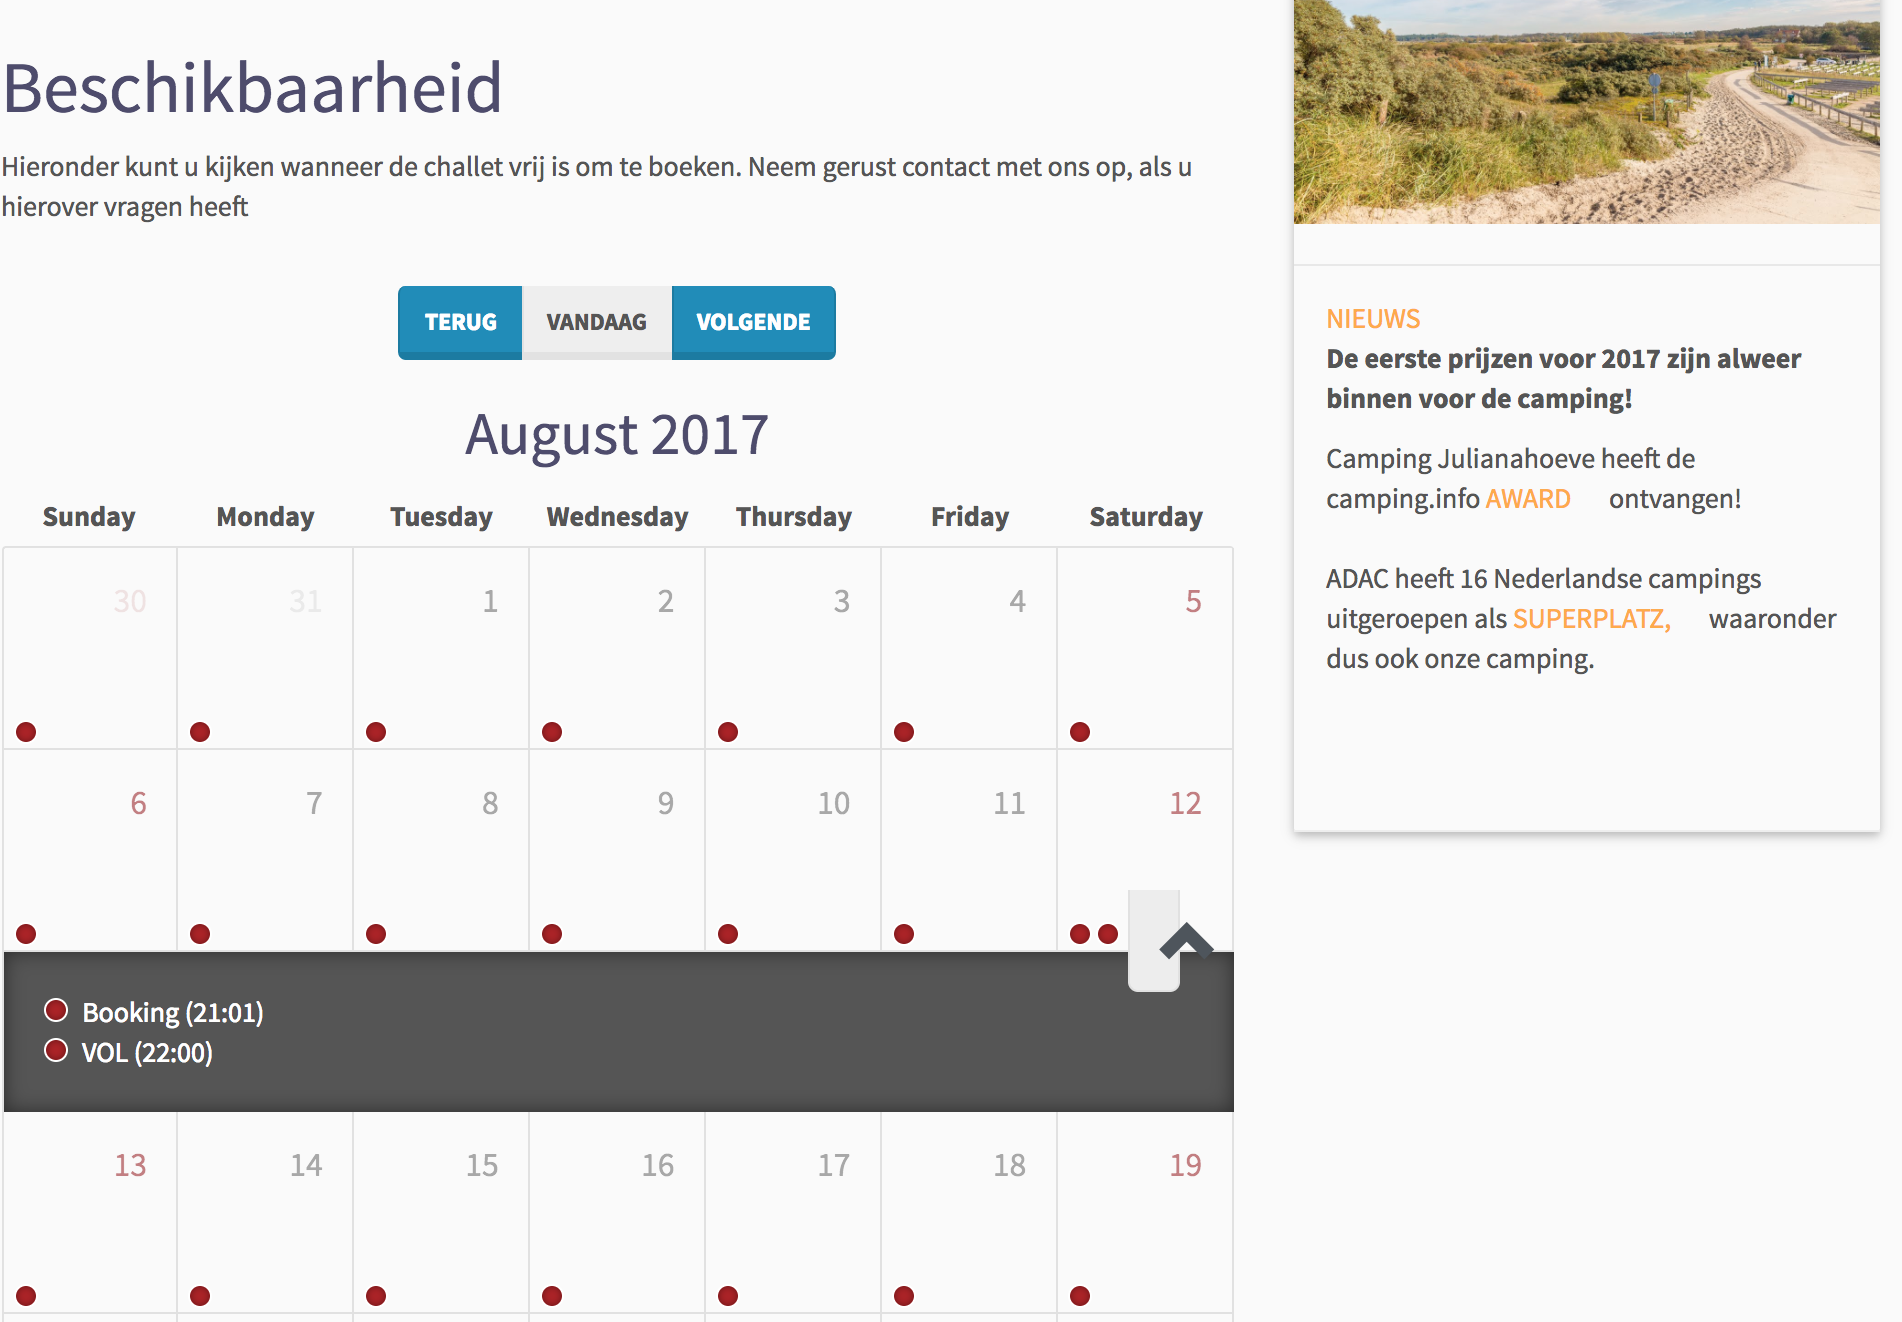 Beschikbaarheid
Hieronder kunt u kijken wanneer de challet vrij is om te boeken. Neem gerust contact met ons op, als u
hierover vragen heeft
TERUG VANDAAG VOLGENDE
August 2017
Sunday Monday Tuesday Wednesday Thursday Friday Saturday
30 31 1 2 3 4 5
6 7 8 9 10 11 12
Booking (21:01)
VOL (22:00)
13 14 15 16 17 18 19
NIEUWS
De eerste prijzen voor 2017 zijn alweer
binnen voor de camping!
Camping Julianahoeve heeft de
camping.info AWARD ontvangen!
ADAC heeft 16 Nederlandse campings
uitgeroepen als SUPERPLATZ, waaronder
dus ook onze camping.